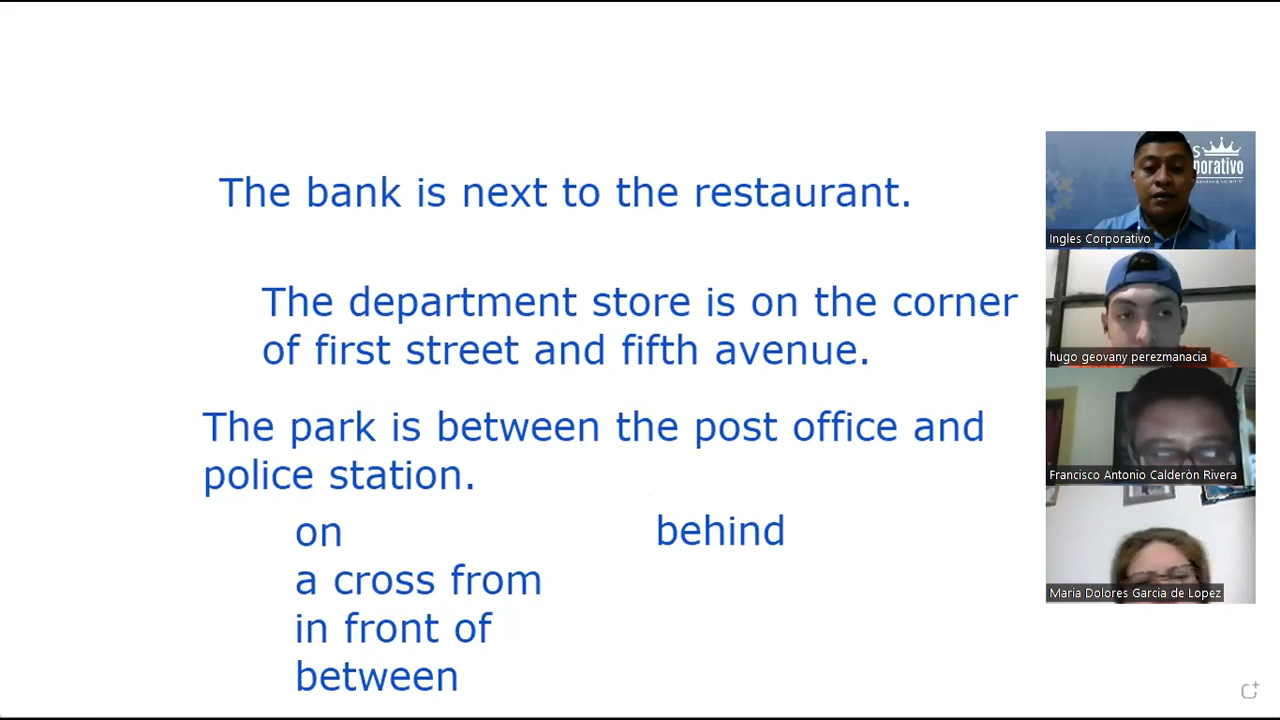 The bank is next to the restaurant.
The department store is on the corner
of first street and fifth avenue.
The park is between the post office and
police station.
on
behind
a cross from
in front of
between
Ingles Corporativo
hugo geovany perezmanacia
Francisco Antonio Calderòn Rivera
Maria Dolores Garcia de Lopez